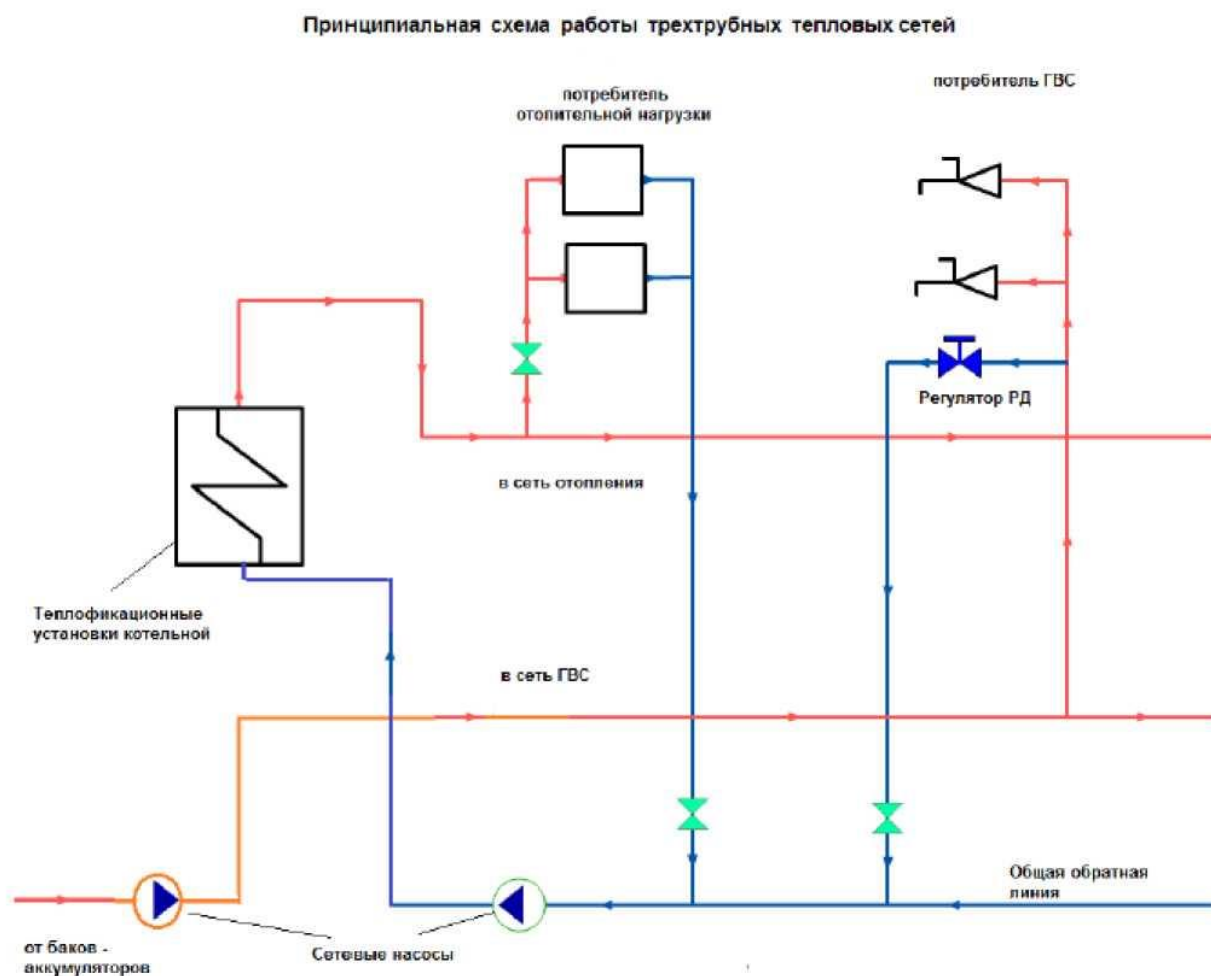 Принципиальная схема работы трехтрубных тепловых сетей
потребитель ГВС
потребитель
отопительной нагрузки
Регулятор РД
в сеть отопления
Теплофикационные
установки котельной
в сеть ГВС
Общая обратная
линия
Сетевые насосы
от баков -
аккумуляторов